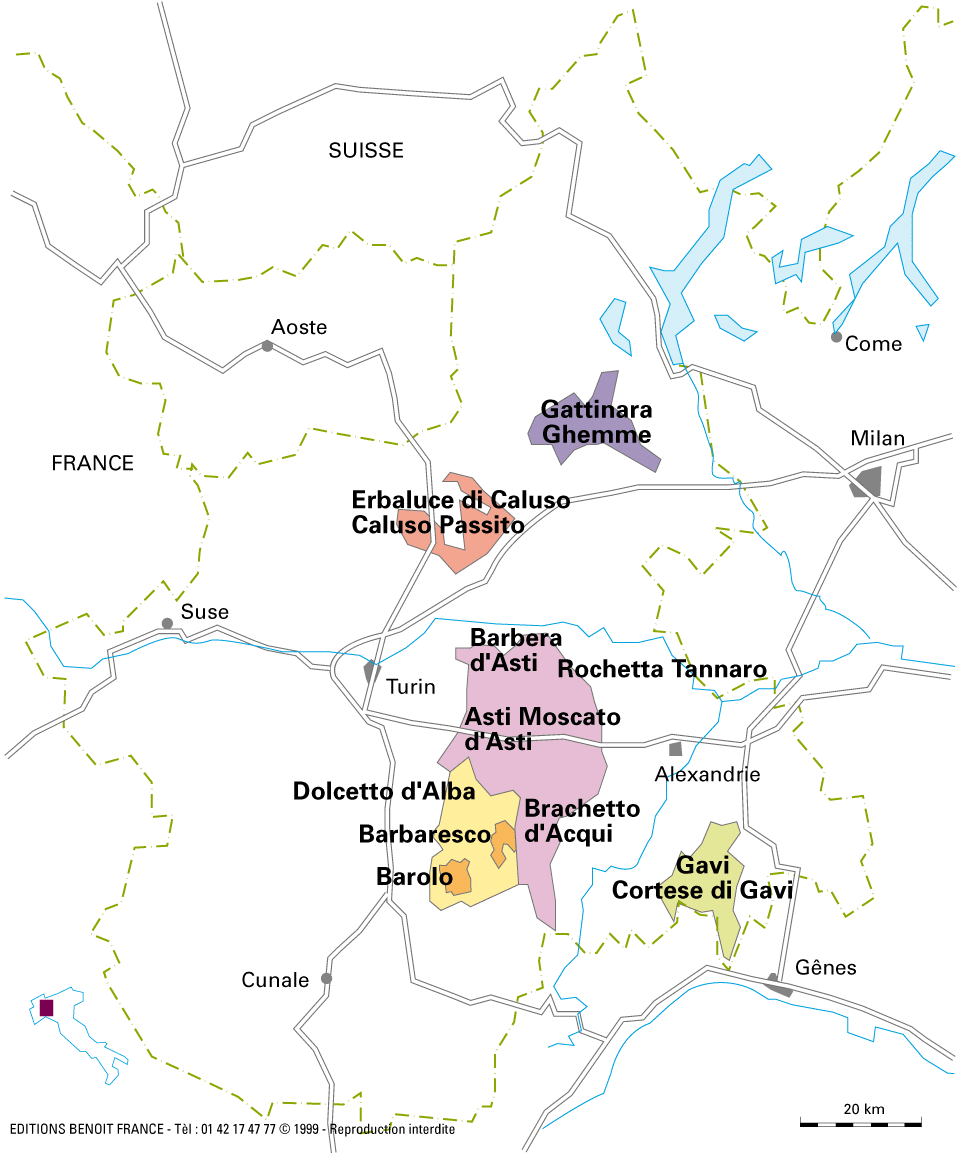 SUISSE
Aoste
Come
Gattinara
Ghemme
Milan
FRANCE
Erbaluce di Caluso
Caluso Passito
Suse
Barbera
d'Asti
Rochetta Tannaro
Turin
Asti Moscato
d'Asti
Alexandrie
Dolcetto d'Alba
Brachetto
d'Acqui
Barbaresco
Barolo
Gavi
Cortese di Gavi
Cunale
Gênes
20 km
EDITIONS BENOIT FRANCE - Tèl : 01 42 17 47 77 © 1999 - Reproduction interdite